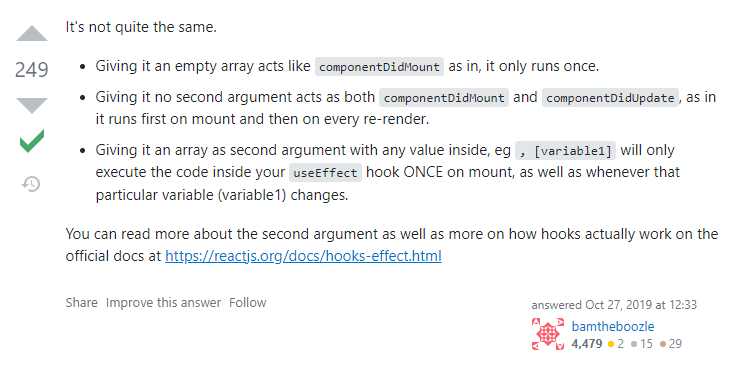 It's not quite the same.
249
• Giving it an empty array acts like componentDidMount as in, it only runs once.
• Giving it no second argument acts as both componentDidMount and componentDidUpdate, as in
it runs first on mount and then on every re-render.
• Giving it an array as second argument with any value inside, eg , [variable1] will only
execute the code inside your useEffect hook ONCE on mount, as well as whenever that
particular variable (variable1) changes.
You can read more about the second argument as well as more on how hooks actually work on the
official docs at https://reactjs.org/docs/hooks-effect.html
Share Improve this answer Follow
answered Oct 27, 2019 at 12:33
bamtheboozle
4,479 ● 2 ● 15 ● 29